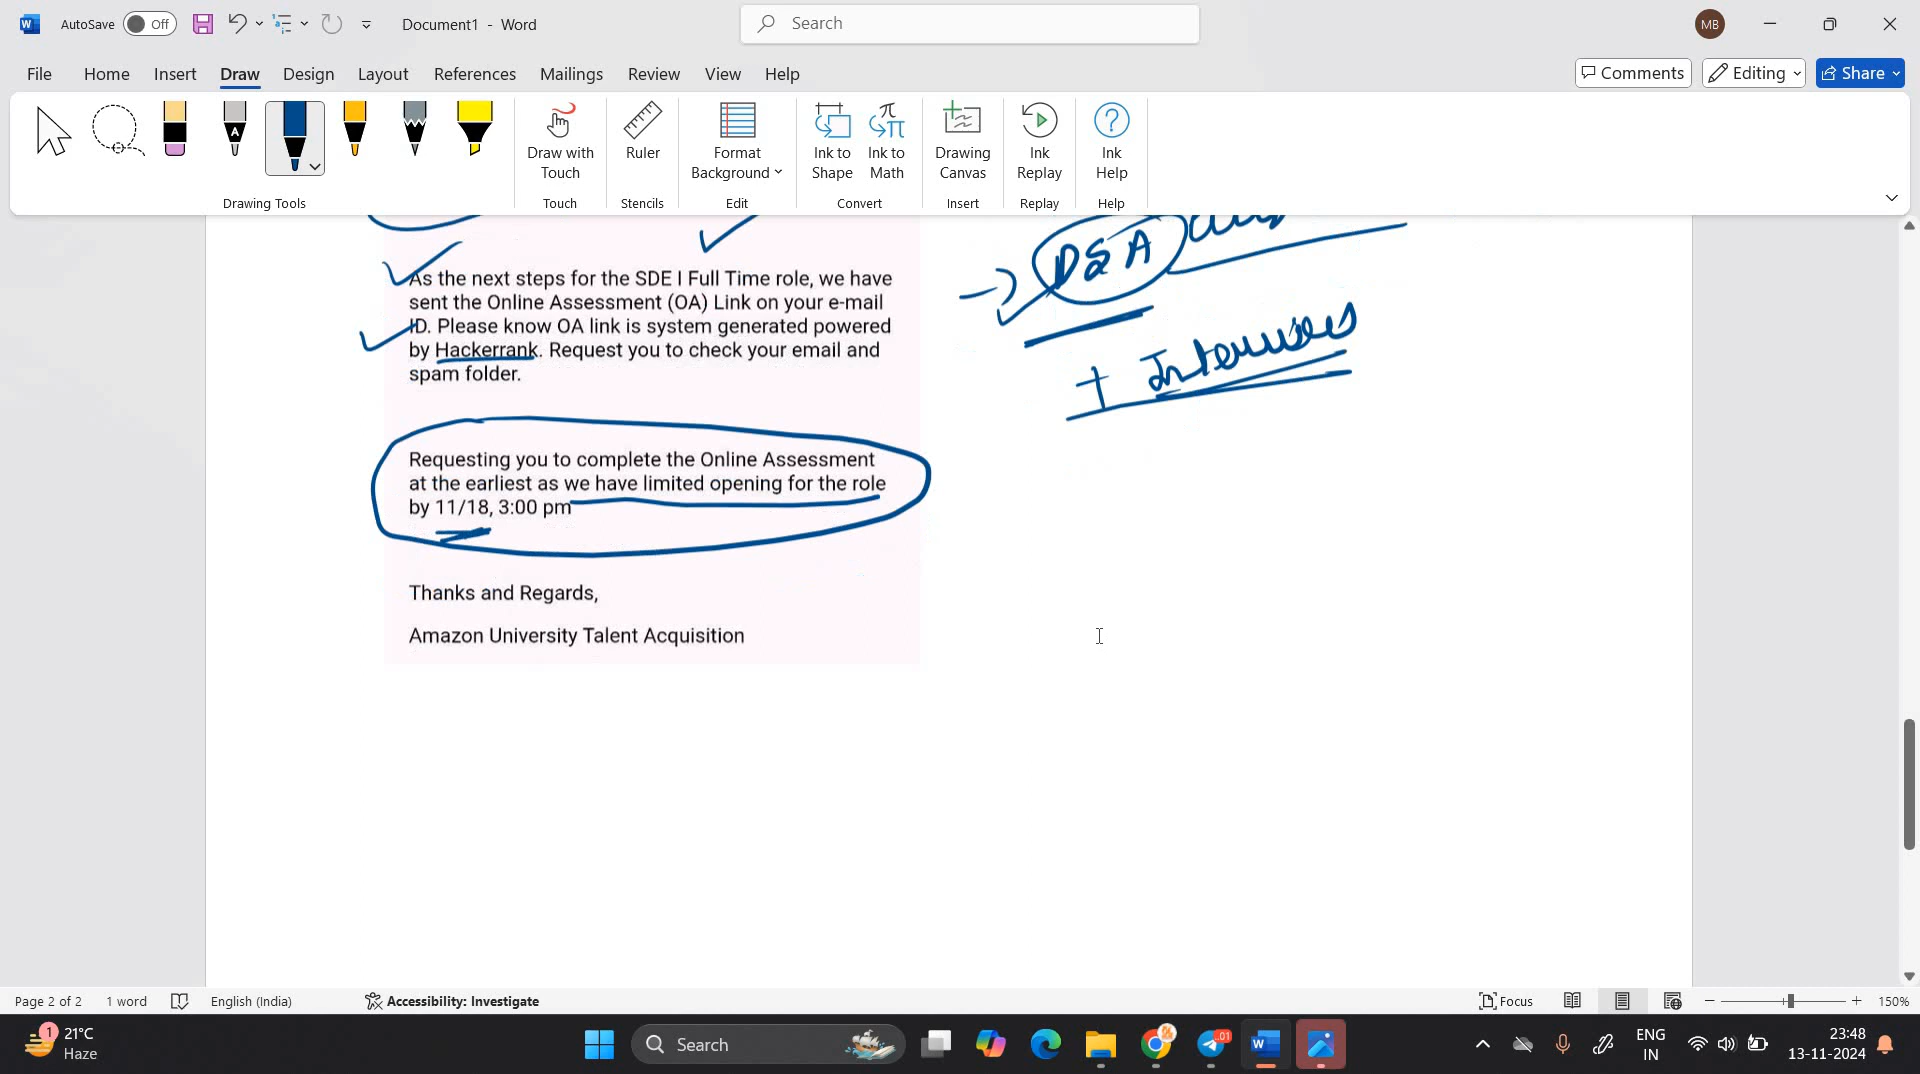 AutoSave Off Document1 - Word Search MB
File Home Insert Draw Design Layout References Mailings Review View Help Comments Editing Share
A
Draw with Touch
Ruler
Format Background
Ink to Shape
Ink to Math
Drawing Canvas
Ink Replay
Ink Help
Drawing Tools Touch Stencils Edit Convert Insert Replay Help
DSA
As the next steps for the SDE I Full Time role, we have
sent the Online Assessment (OA) Link on your e-mail
ID. Please know OA link is system generated powered
by Hackerrank. Request you to check your email and
spam folder.
+ Interviews
Requesting you to complete the Online Assessment
at the earliest as we have limited opening for the role
by 11/18, 3:00 pm
Thanks and Regards,
Amazon University Talent Acquisition
Page 2 of 2 1 word English (India) Accessibility: Investigate Focus 150%
1 21°C
Haze
Search
.01
ENG
IN
23:48
13-11-2024